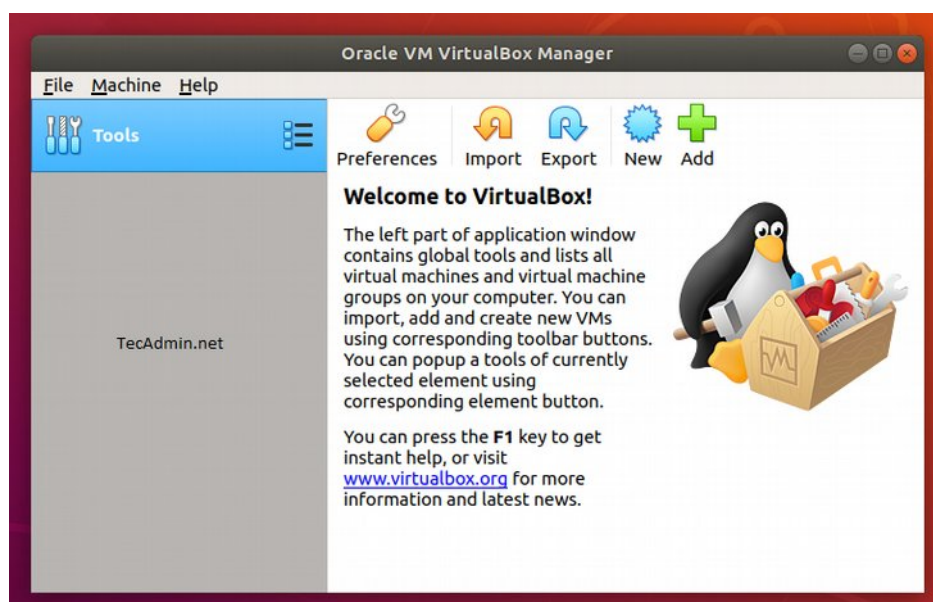 Oracle VM VirtualBox Manager
File Machine Help
Tools
Preferences Import Export New Add
Welcome to VirtualBox!
The left part of application window
contains global tools and lists all
virtual machines and virtual machine
groups on your computer. You can
import, add and create new VMs
using corresponding toolbar buttons.
You can popup a tools of currently
selected element using
corresponding element button.
You can press the F1 key to get
instant help, or visit
www.virtualbox.org for more
information and latest news.
TecAdmin.net